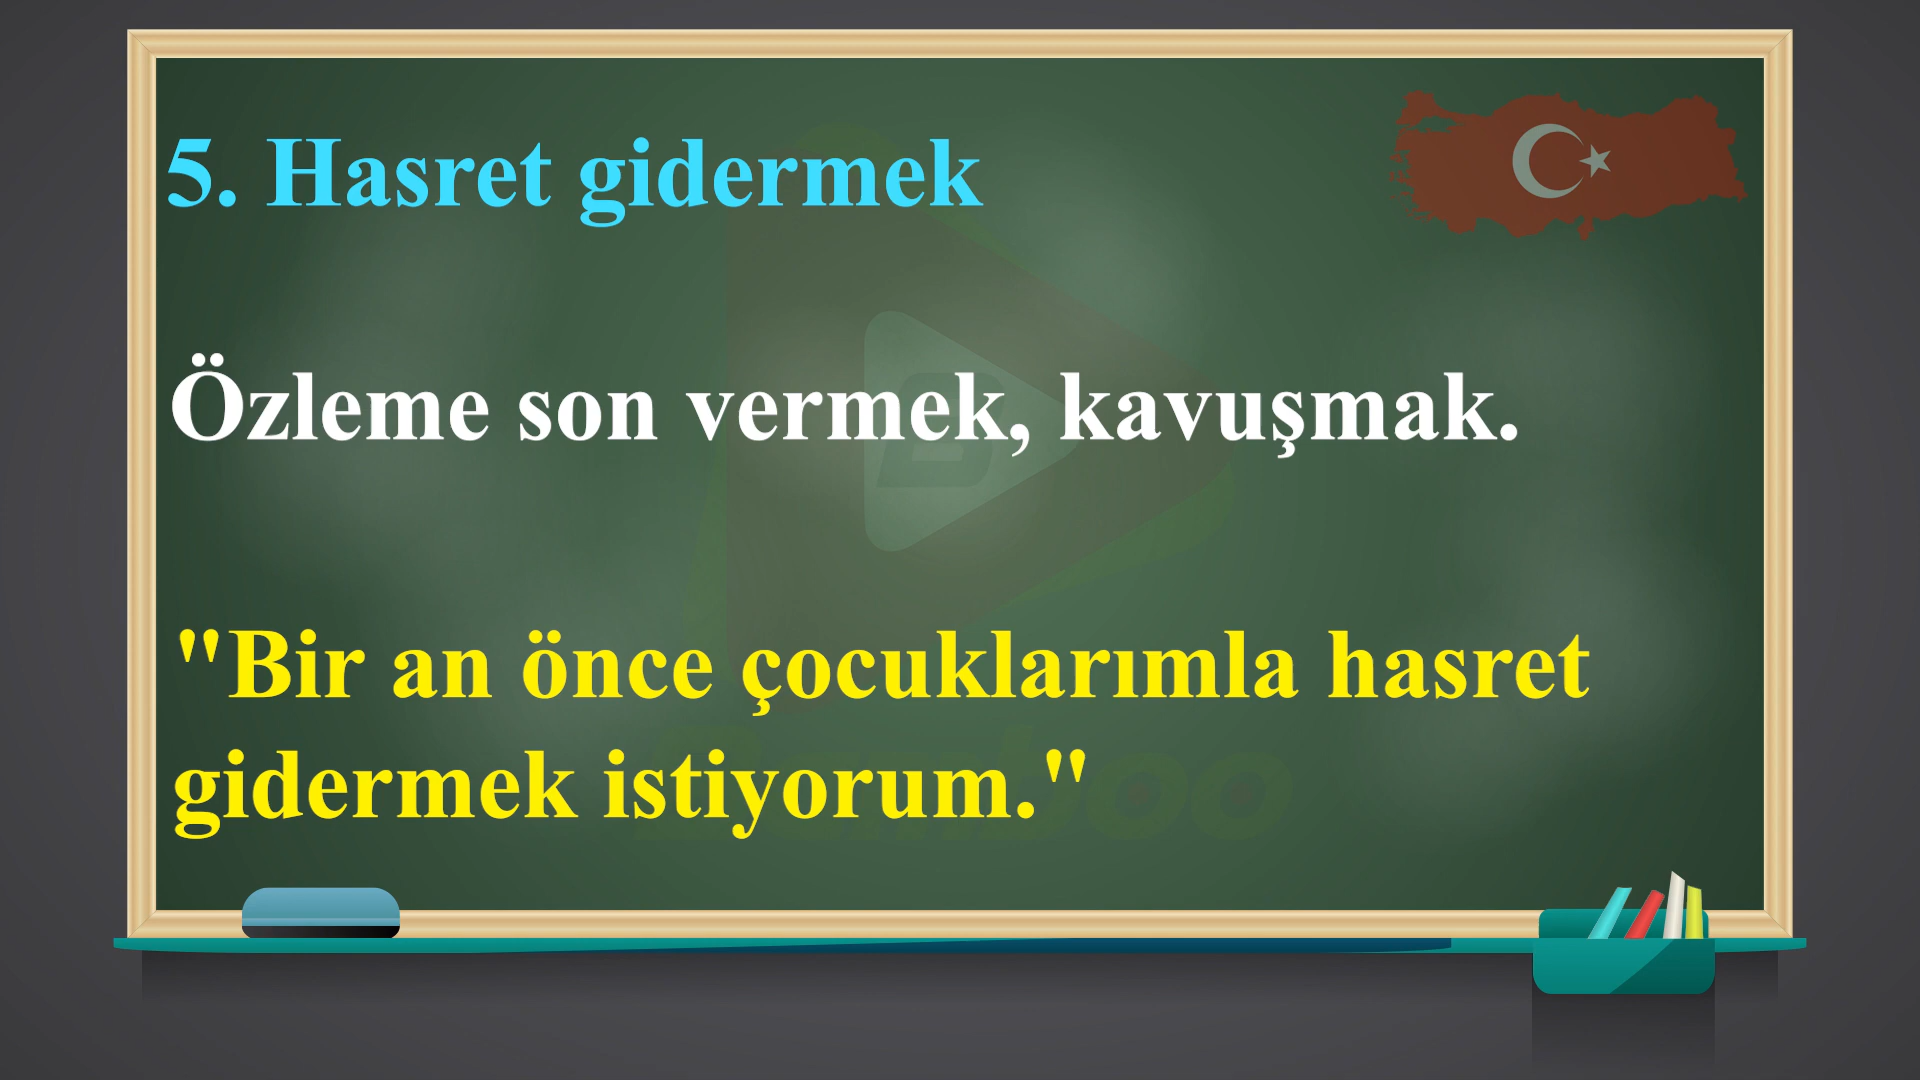 5. Hasret gidermek
Özleme son vermek, kavuşmak.
"Bir an önce çocuklarımla hasret
gidermek istiyorum."